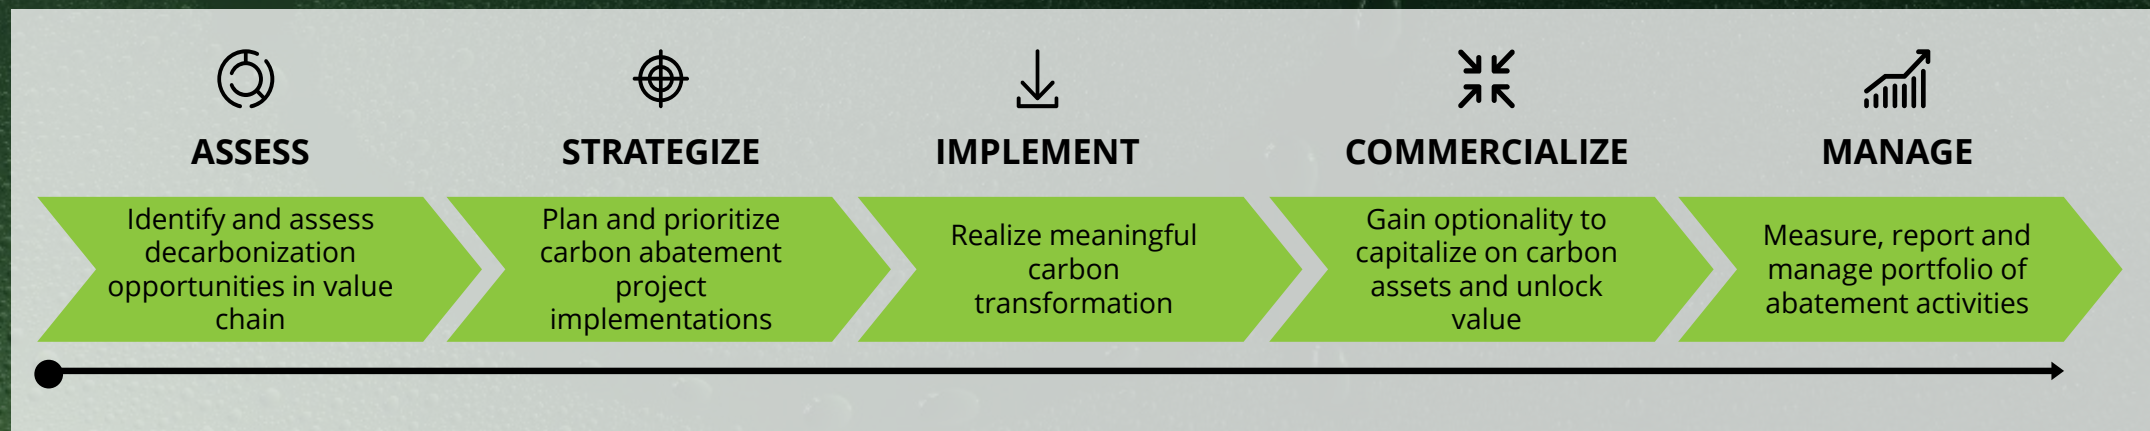 ASSESS
STRATEGIZE
IMPLEMENT
COMMERCIALIZE
MANAGE
Identify and assess
decarbonization
opportunities in value
chain
Plan and prioritize
carbon abatement
project
implementations
Realize meaningful
carbon
transformation
Gain optionality to
capitalize on carbon
assets and unlock
value
Measure, report and
manage portfolio of
abatement activities